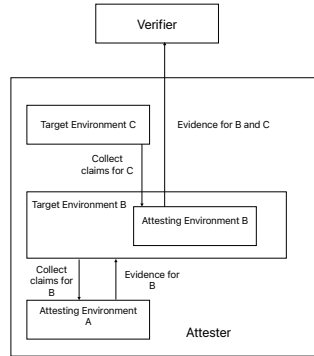 Verifier
Target Environment C
Evidence for B and C
Collect
claims for C
Target Environment B
Attesting Environment B
Collect
claims for
B
Evidence for
B
Attesting Environment
A
Attester